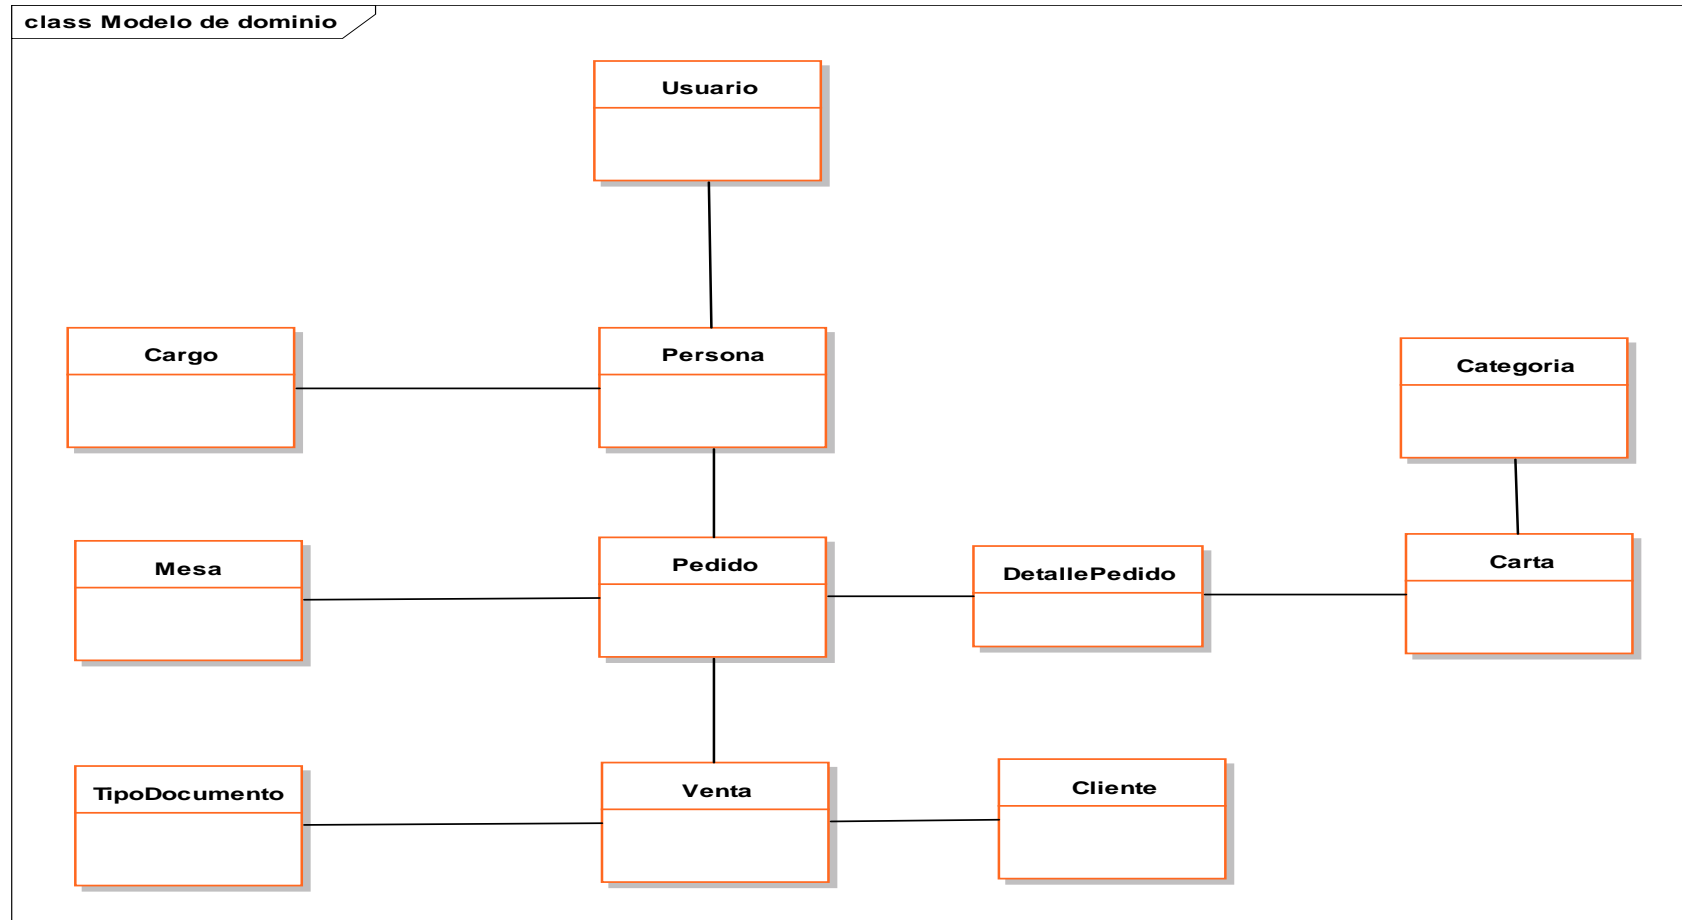 class Modelo de dominio
Usuario
Cargo
Persona
Categoria
Mesa
Pedido
DetallePedido
Carta
TipoDocumento
Venta
Cliente